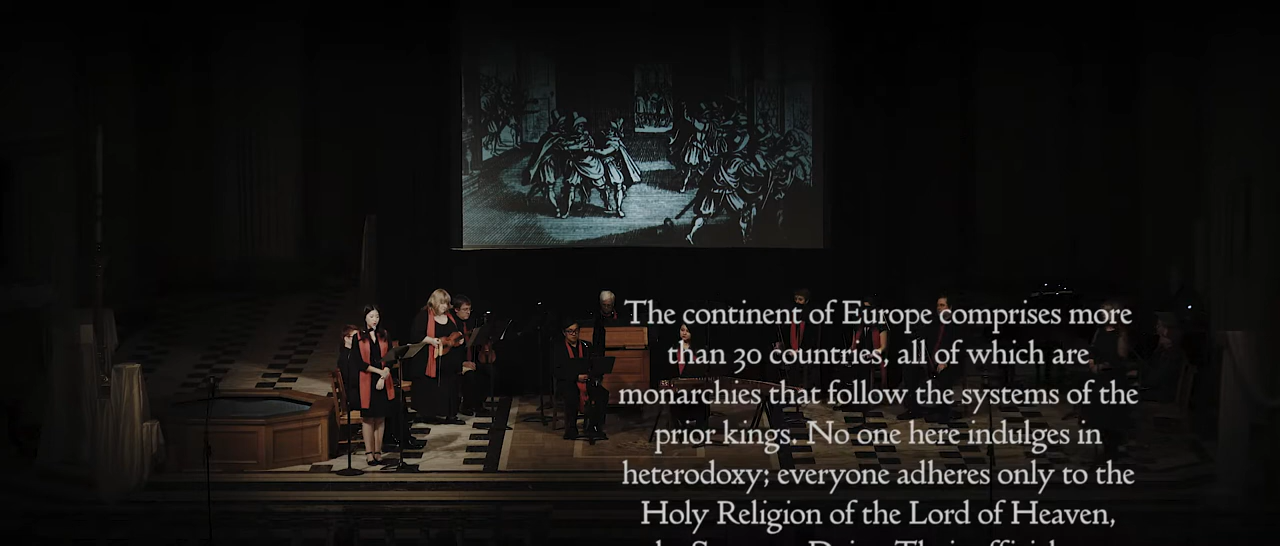 The continent of Europe comprises more
than 30 countries, all of which are
monarchies that follow the systems of the
prior kings. No one here indulges in
heterodoxy; everyone adheres only to the
Holy Religion of the Lord of Heaven,